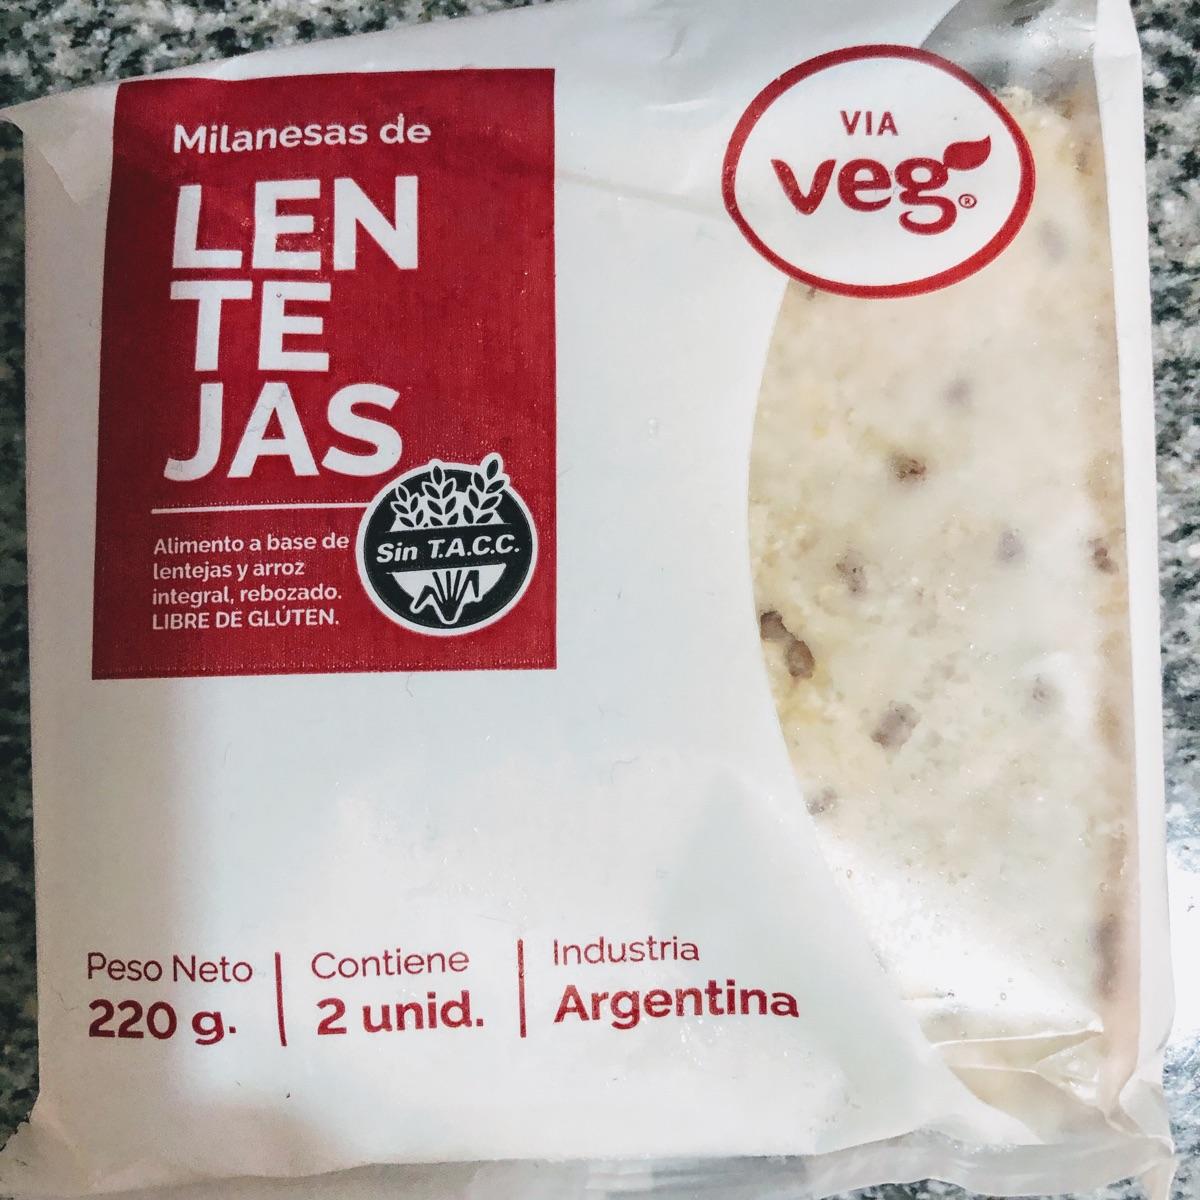 Milanesas de
LEN
TE
JAS
Alimento a base de
lentejas y arroz
integral, rebozado.
LIBRE DE GLÚTEN.
Sin T.A.C.C.
VIA
veg®
Peso Neto
220 g.
Contiene
2 unid.
Industria
Argentina